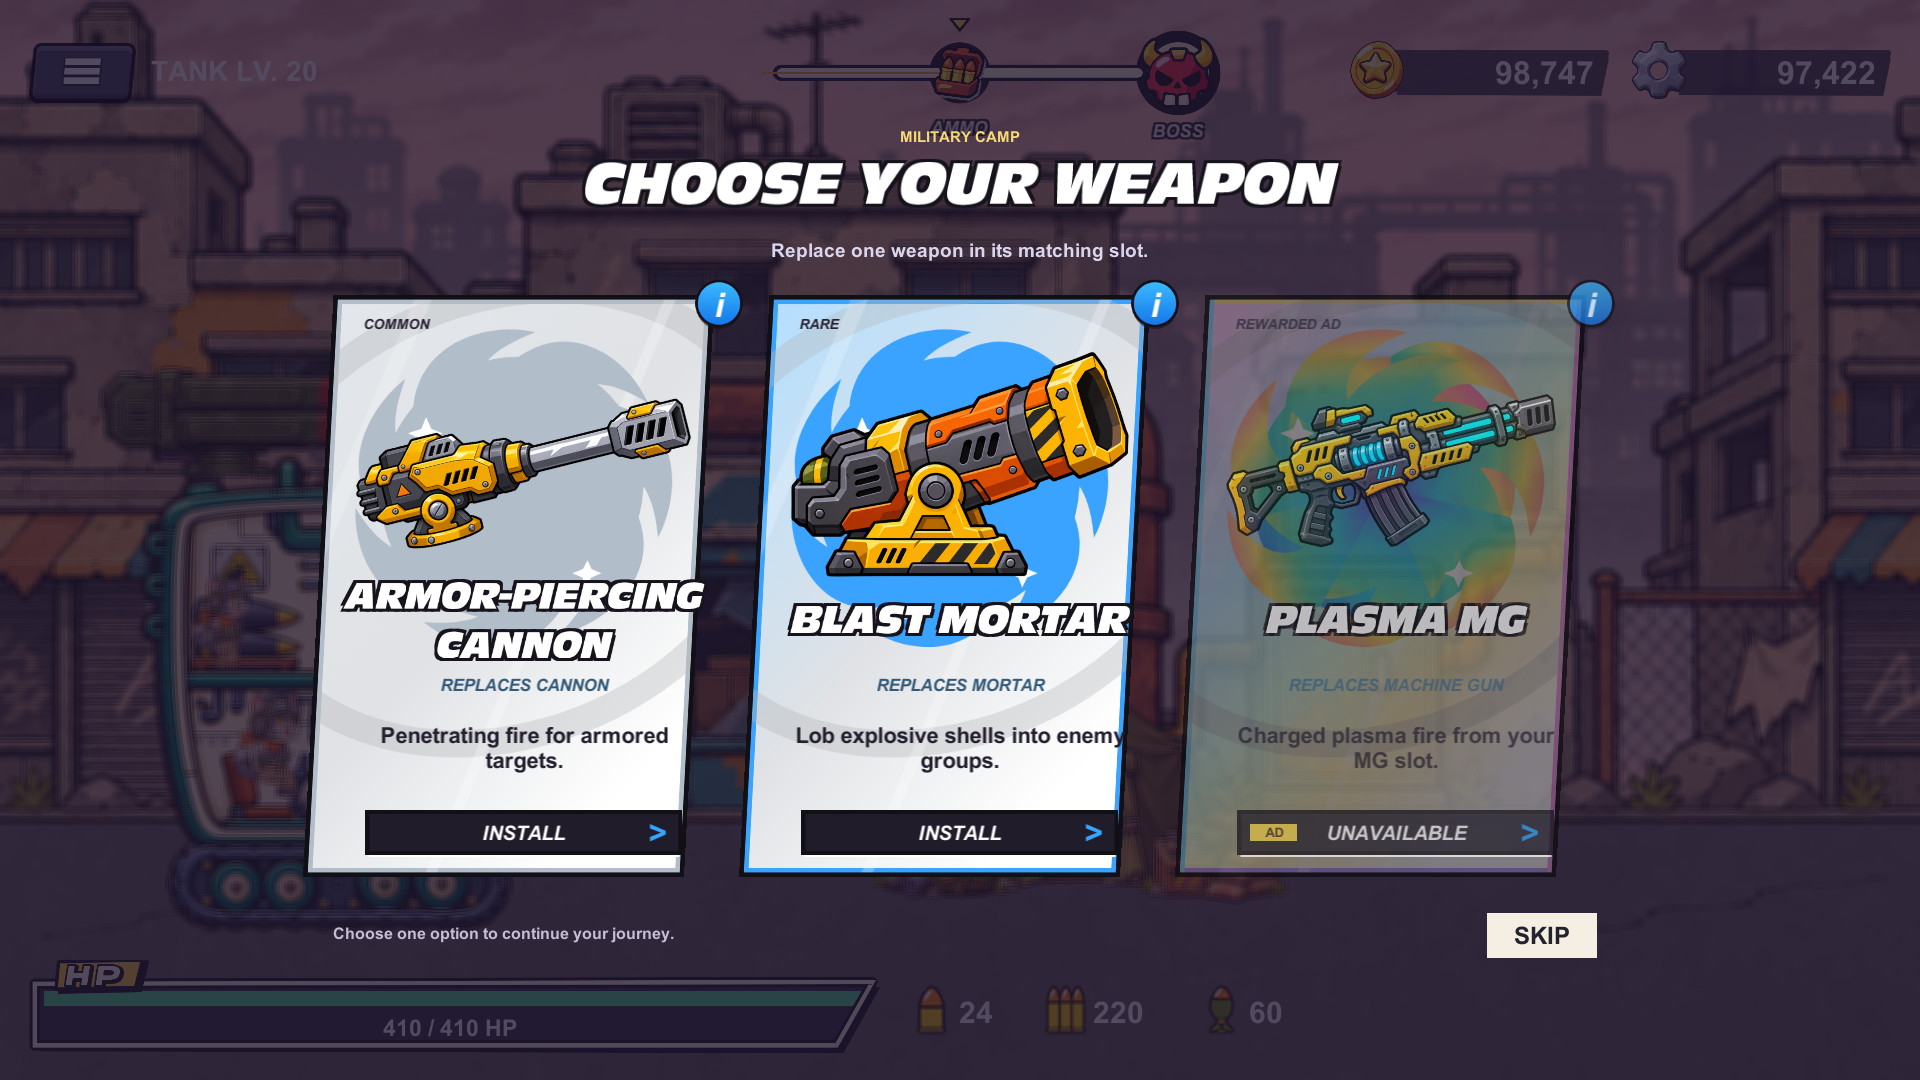 TANK LV. 20
98,747
97,422
AMMO
BOSS
MILITARY CAMP
CHOOSE YOUR WEAPON
Replace one weapon in its matching slot.
COMMON
i
ARMOR-PIERCING
CANNON
REPLACES CANNON
Penetrating fire for armored
targets.
INSTALL >
RARE
i
BLAST MORTAR
REPLACES MORTAR
Lob explosive shells into enemy
groups.
INSTALL >
REWARDED AD
i
PLASMA MG
REPLACES MACHINE GUN
Charged plasma fire from your
MG slot.
AD UNAVAILABLE >
Choose one option to continue your journey.
SKIP
HP
410 / 410 HP
24
220
60